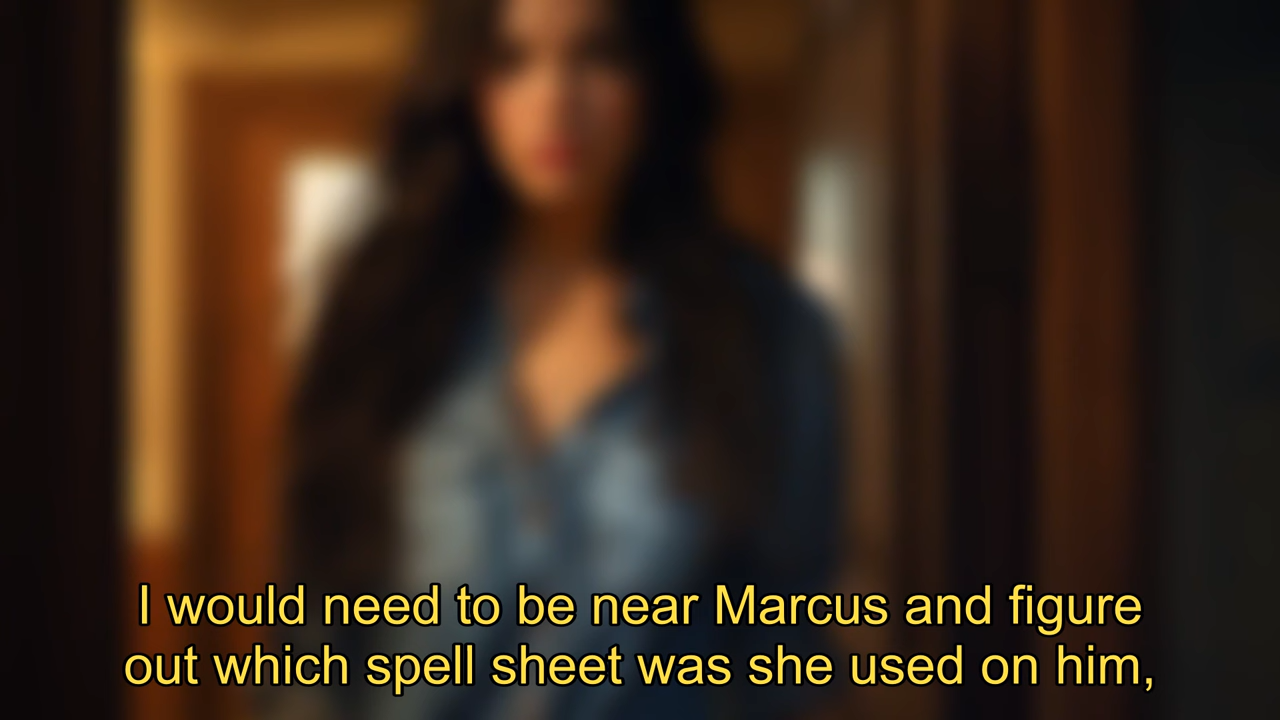 I would need to be near Marcus and figure
out which spell sheet was she used on him,